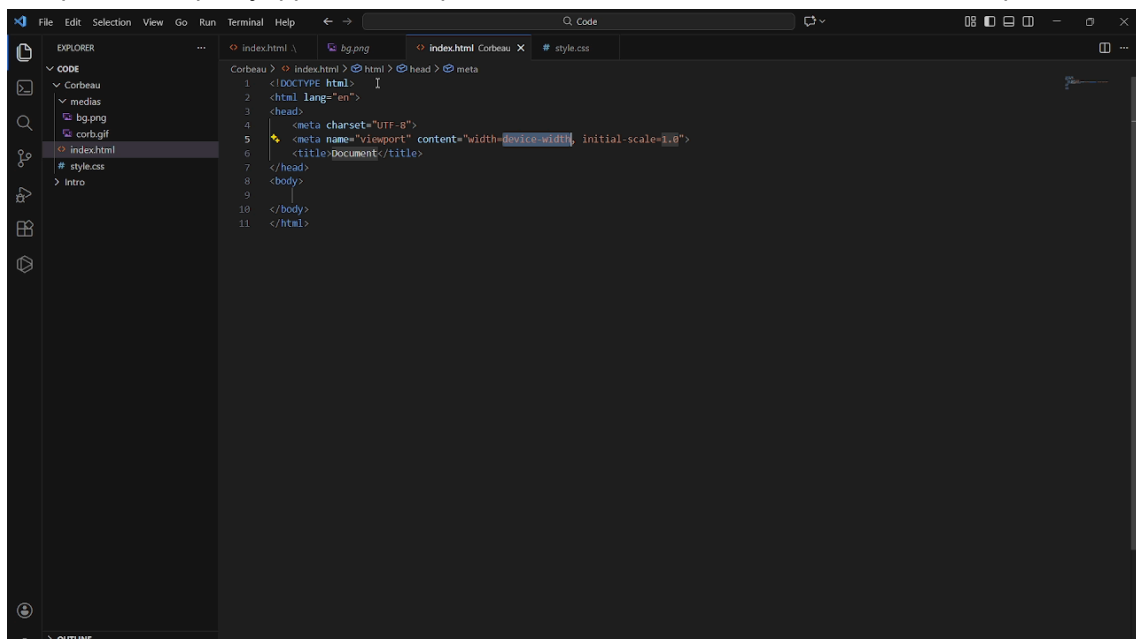 File Edit Selection View Go Run Terminal Help
Code
EXPLORER
index.html .\
bg.png
index.html Corbeau
# style.css
CODE
Corbeau
medias
bg.png
corb.gif
index.html
# style.css
Intro
Corbeau > index.html > html > head > meta
1 <!DOCTYPE html>
2 <html lang="en">
3 <head>
4 <meta charset="UTF-8">
5 <meta name="viewport" content="width=device-width, initial-scale=1.0">
6 <title>Document</title>
7 </head>
8 <body>
9
10 </body>
11 </html>
OUTLINE